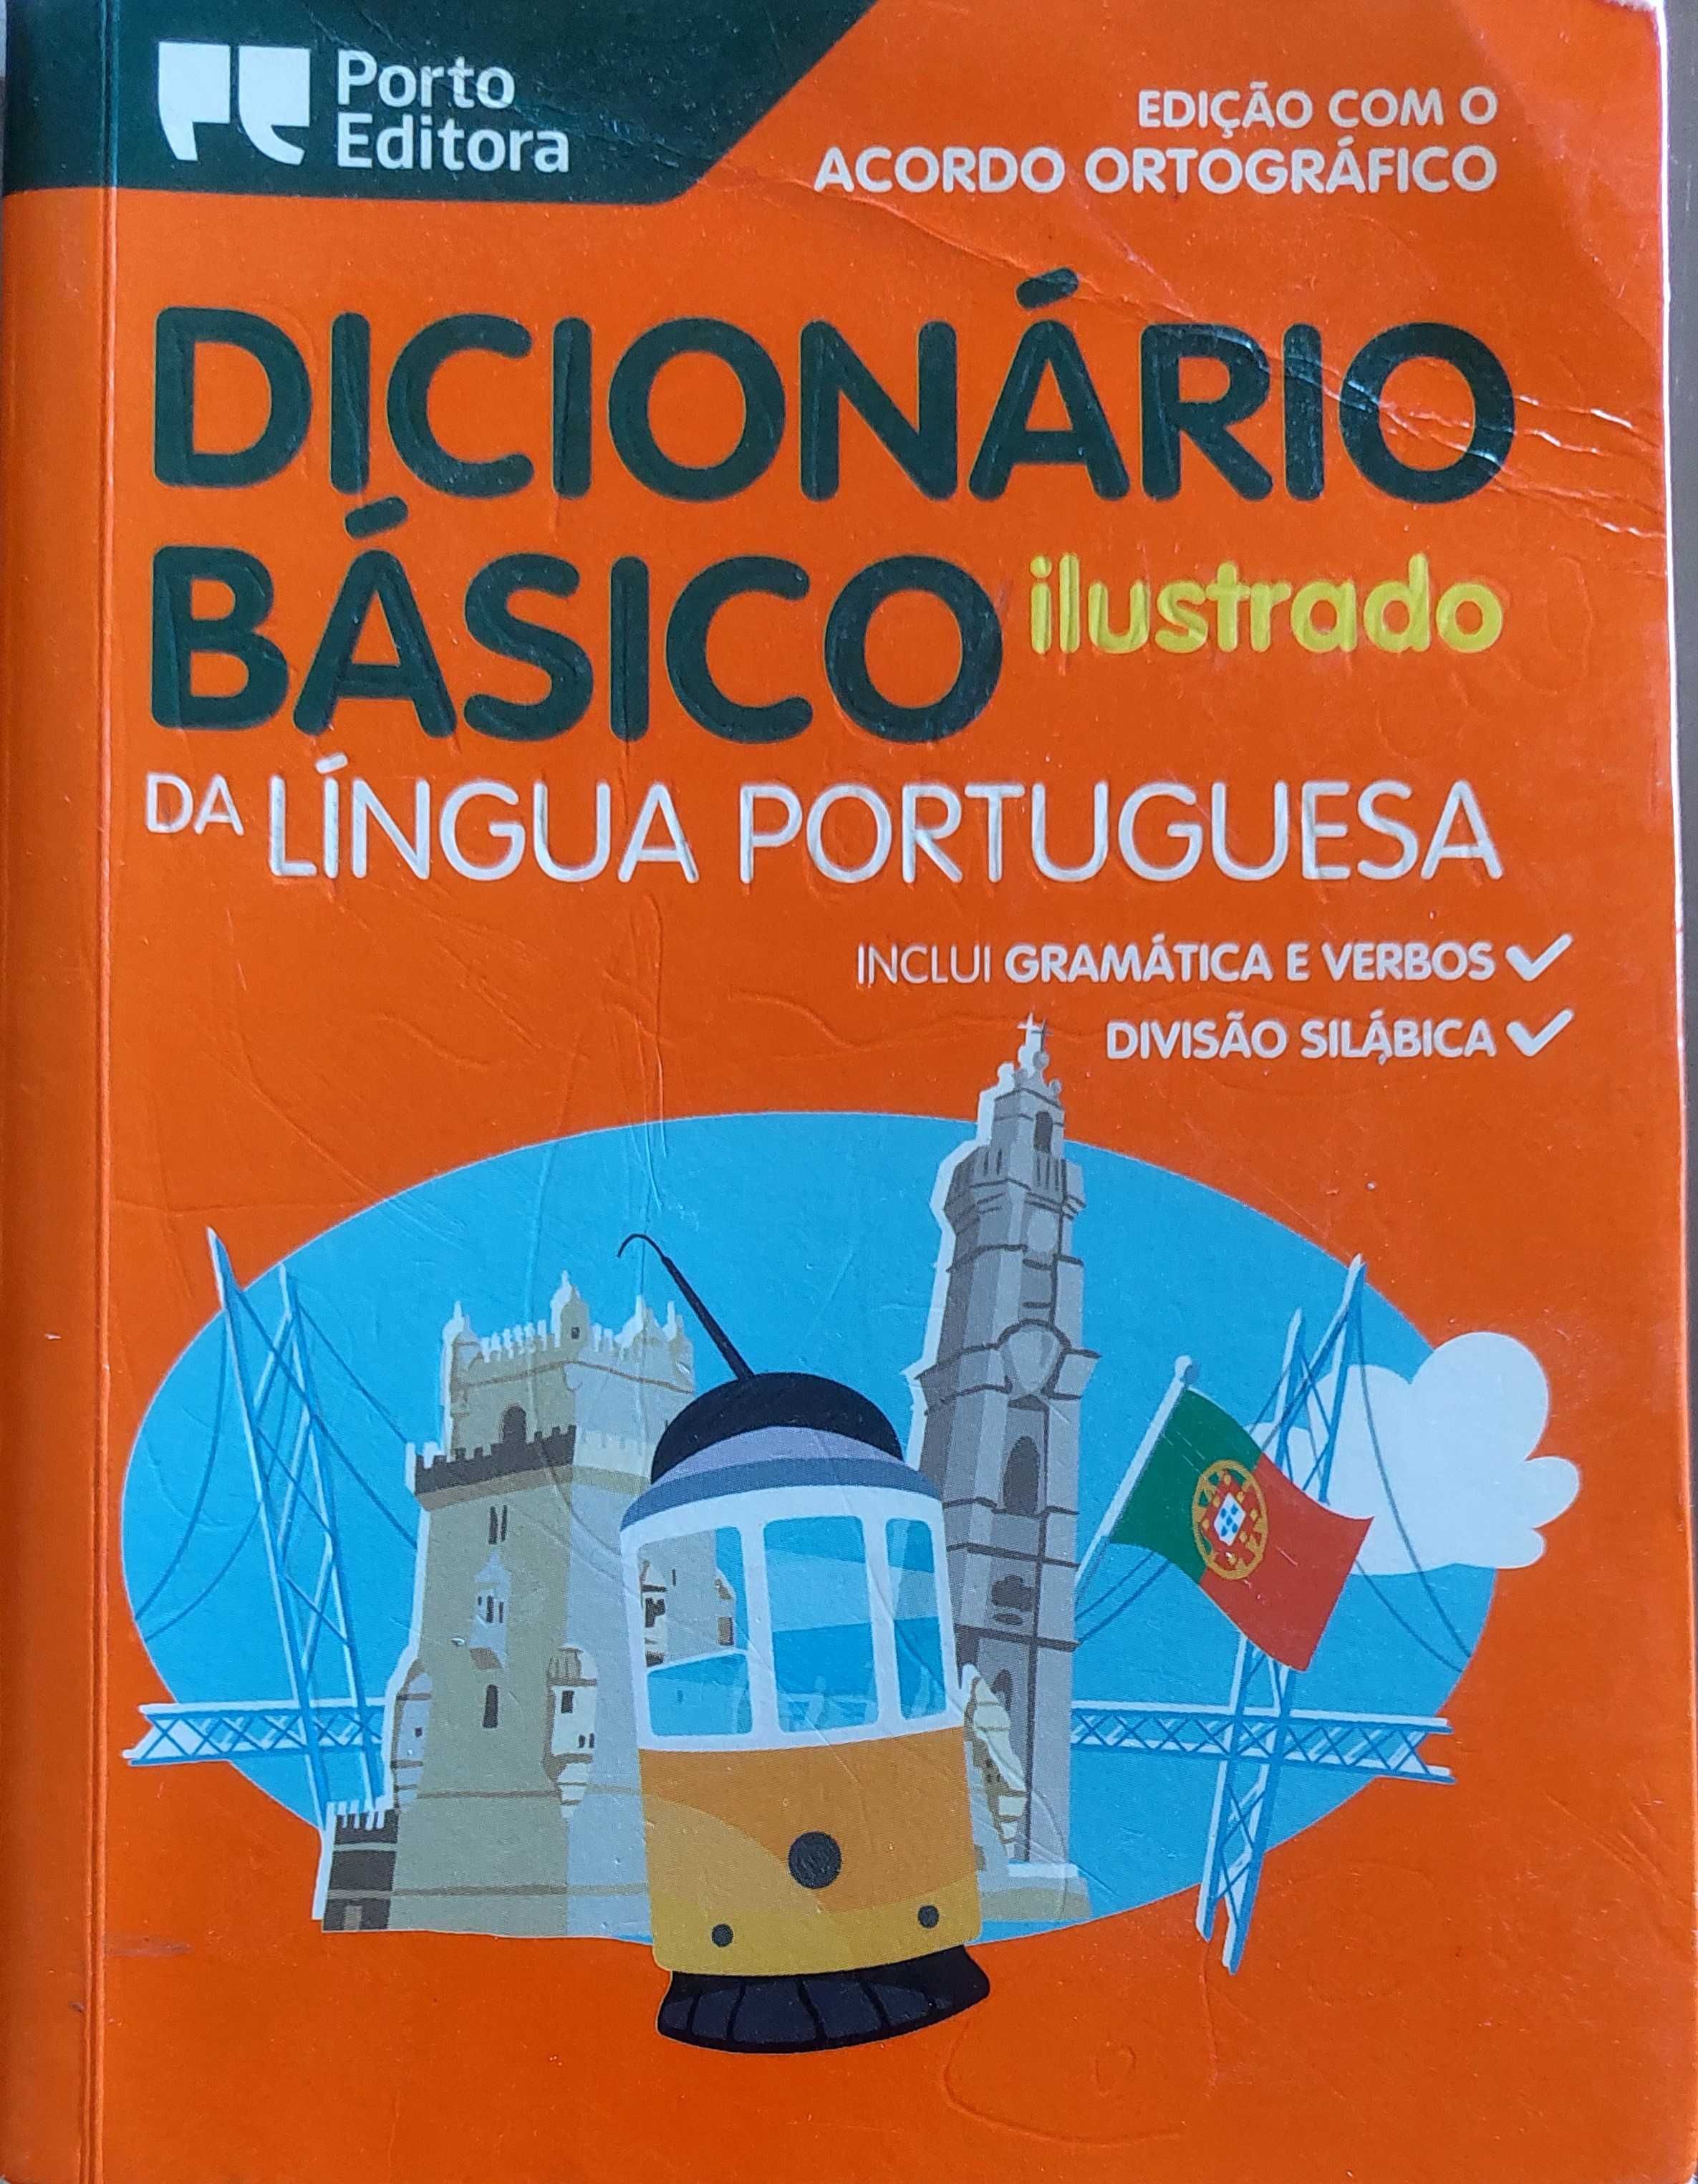 Porto
Editora
EDIÇÃO COM O
ACORDO ORTOGRÁFICO
DICIONÁRIO
BÁSICO ilustrado
DA LÍNGUA PORTUGUESA
INCLUI GRAMÁTICA E VERBOS
DIVISÃO SILÁBICA